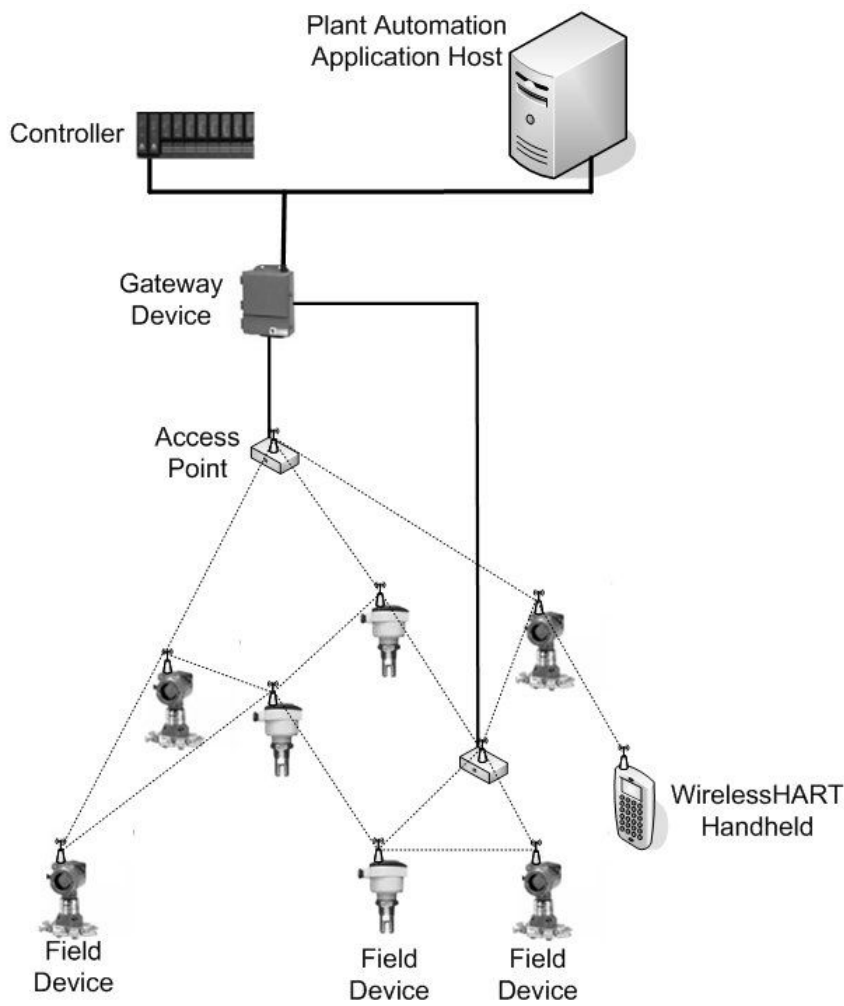 Plant Automation
Application Host
Controller
Gateway
Device
Access
Point
WirelessHART
Handheld
Field
Device
Field
Device
Field
Device